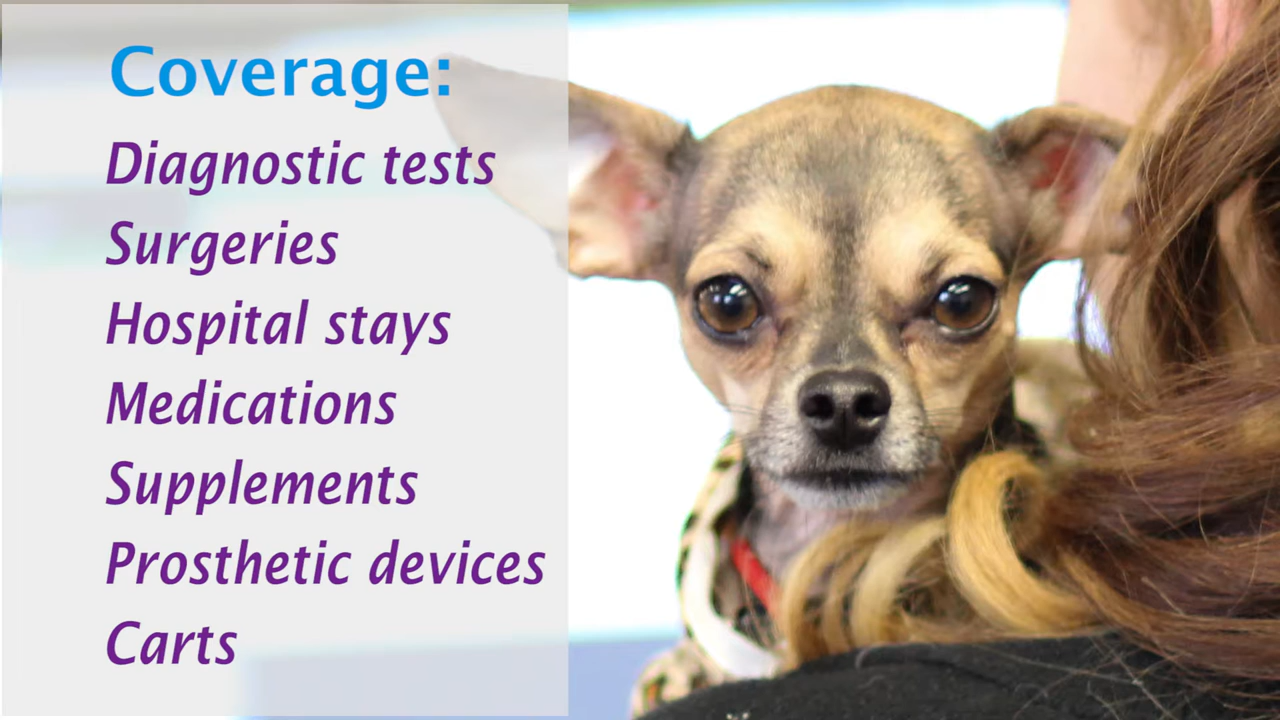 Coverage:
Diagnostic tests
Surgeries
Hospital stays
Medications
Supplements
Prosthetic devices
Carts